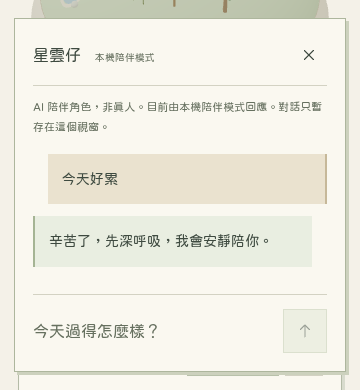 星雲仔 本機陪伴模式
AI 陪伴角色，非真人。目前由本機陪伴模式回應。對話只暫
存在這個視窗。
今天好累
辛苦了，先深呼吸，我會安靜陪你。
今天過得怎麼樣？